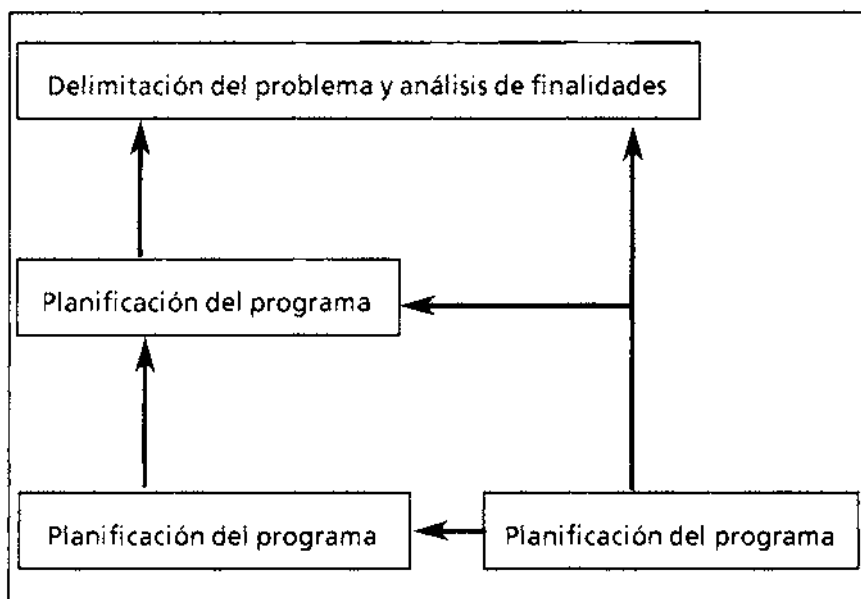 Delimitación del problema y análisis de finalidades
Planificación del programa
Planificación del programa
Planificación del programa